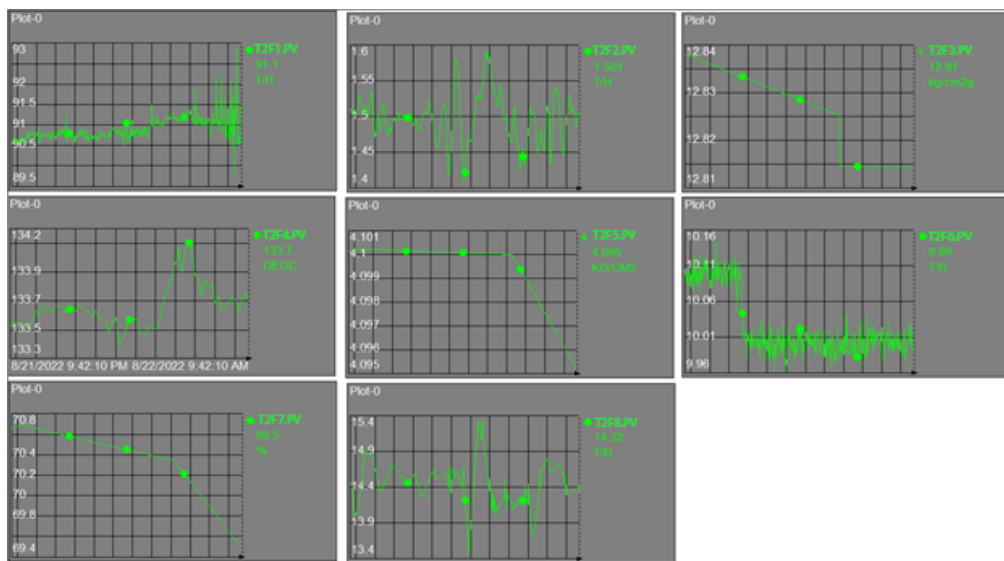 Plot-0
93
92
91.5
91
90.5
89.5
T2F1.PV
91.1
T/H
Plot-0
1.6
1.55
1.5
1.45
1.4
T2F2.PV
1.501
T/H
Plot-0
12.84
12.83
12.82
12.81
T2F3.PV
12.81
kg/cm2g
Plot-0
134.2
133.9
133.7
133.5
133.3
8/21/2022 9:42:10 PM 8/22/2022 9:42:10 AM
T2F4.PV
133.7
DEGC
Plot-0
4.101
4.1
4.099
4.098
4.097
4.096
4.095
T2F5.PV
4.095
KG/CM2
Plot-0
10.16
10.11
10.06
10.01
9.96
T2F6.PV
9.99
T/H
Plot-0
70.8
70.4
70.2
70
69.8
69.4
T2F7.PV
69.5
%
Plot-0
15.4
14.9
14.4
13.9
13.4
T2F8.PV
14.32
T/H